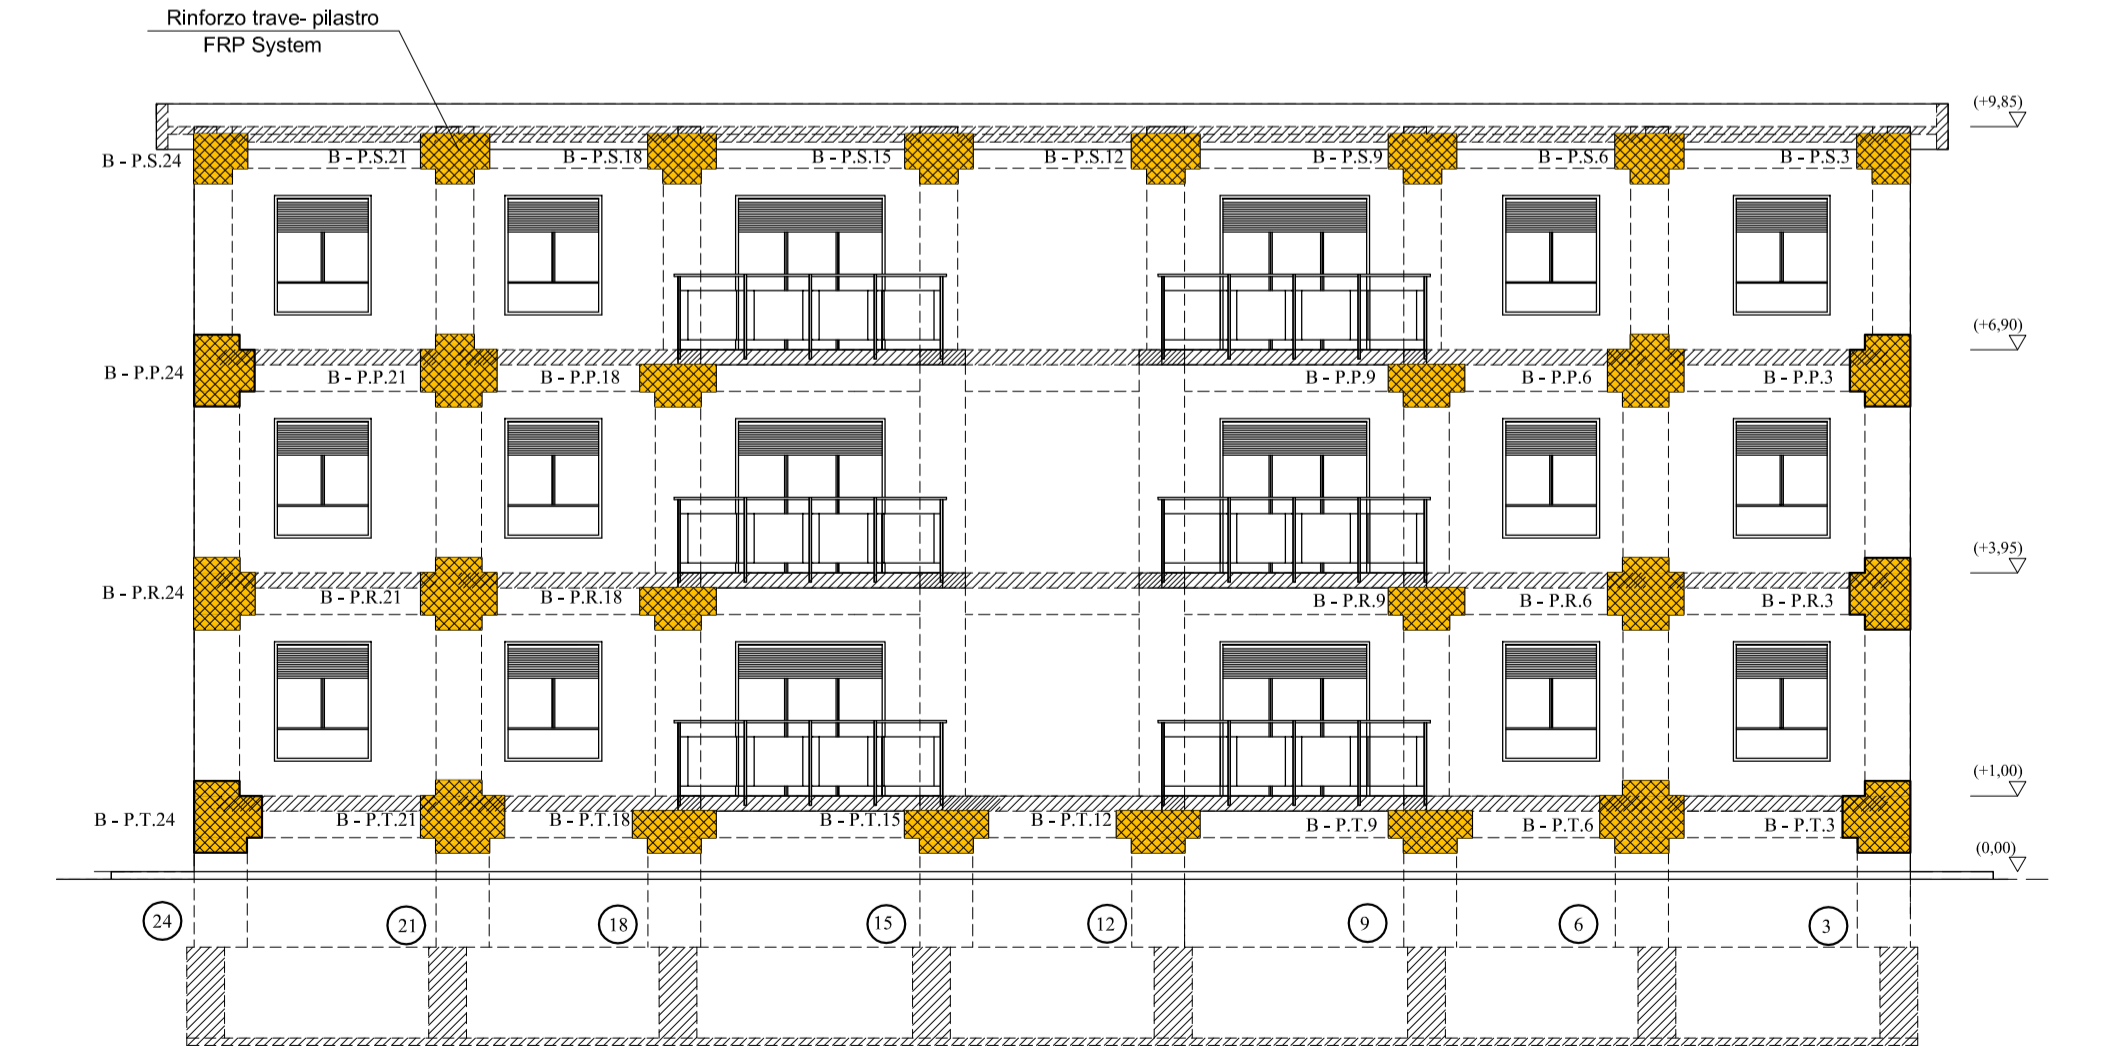 Rinforzo trave- pilastro
FRP System
(+9,85)
B - P.S.24
B - P.S.21
B - P.S.18
B - P.S.15
B - P.S.12
B - P.S.9
B - P.S.6
B - P.S.3
(+6,90)
B - P.P.24
B - P.P.21
B - P.P.18
B - P.P.9
B - P.P.6
B - P.P.3
(+3,95)
B - P.R.24
B - P.R.21
B - P.R.18
B - P.R.9
B - P.R.6
B - P.R.3
(+1,00)
B - P.T.24
B - P.T.21
B - P.T.18
B - P.T.15
B - P.T.12
B - P.T.9
B - P.T.6
B - P.T.3
(0,00)
24
21
18
15
12
9
6
3